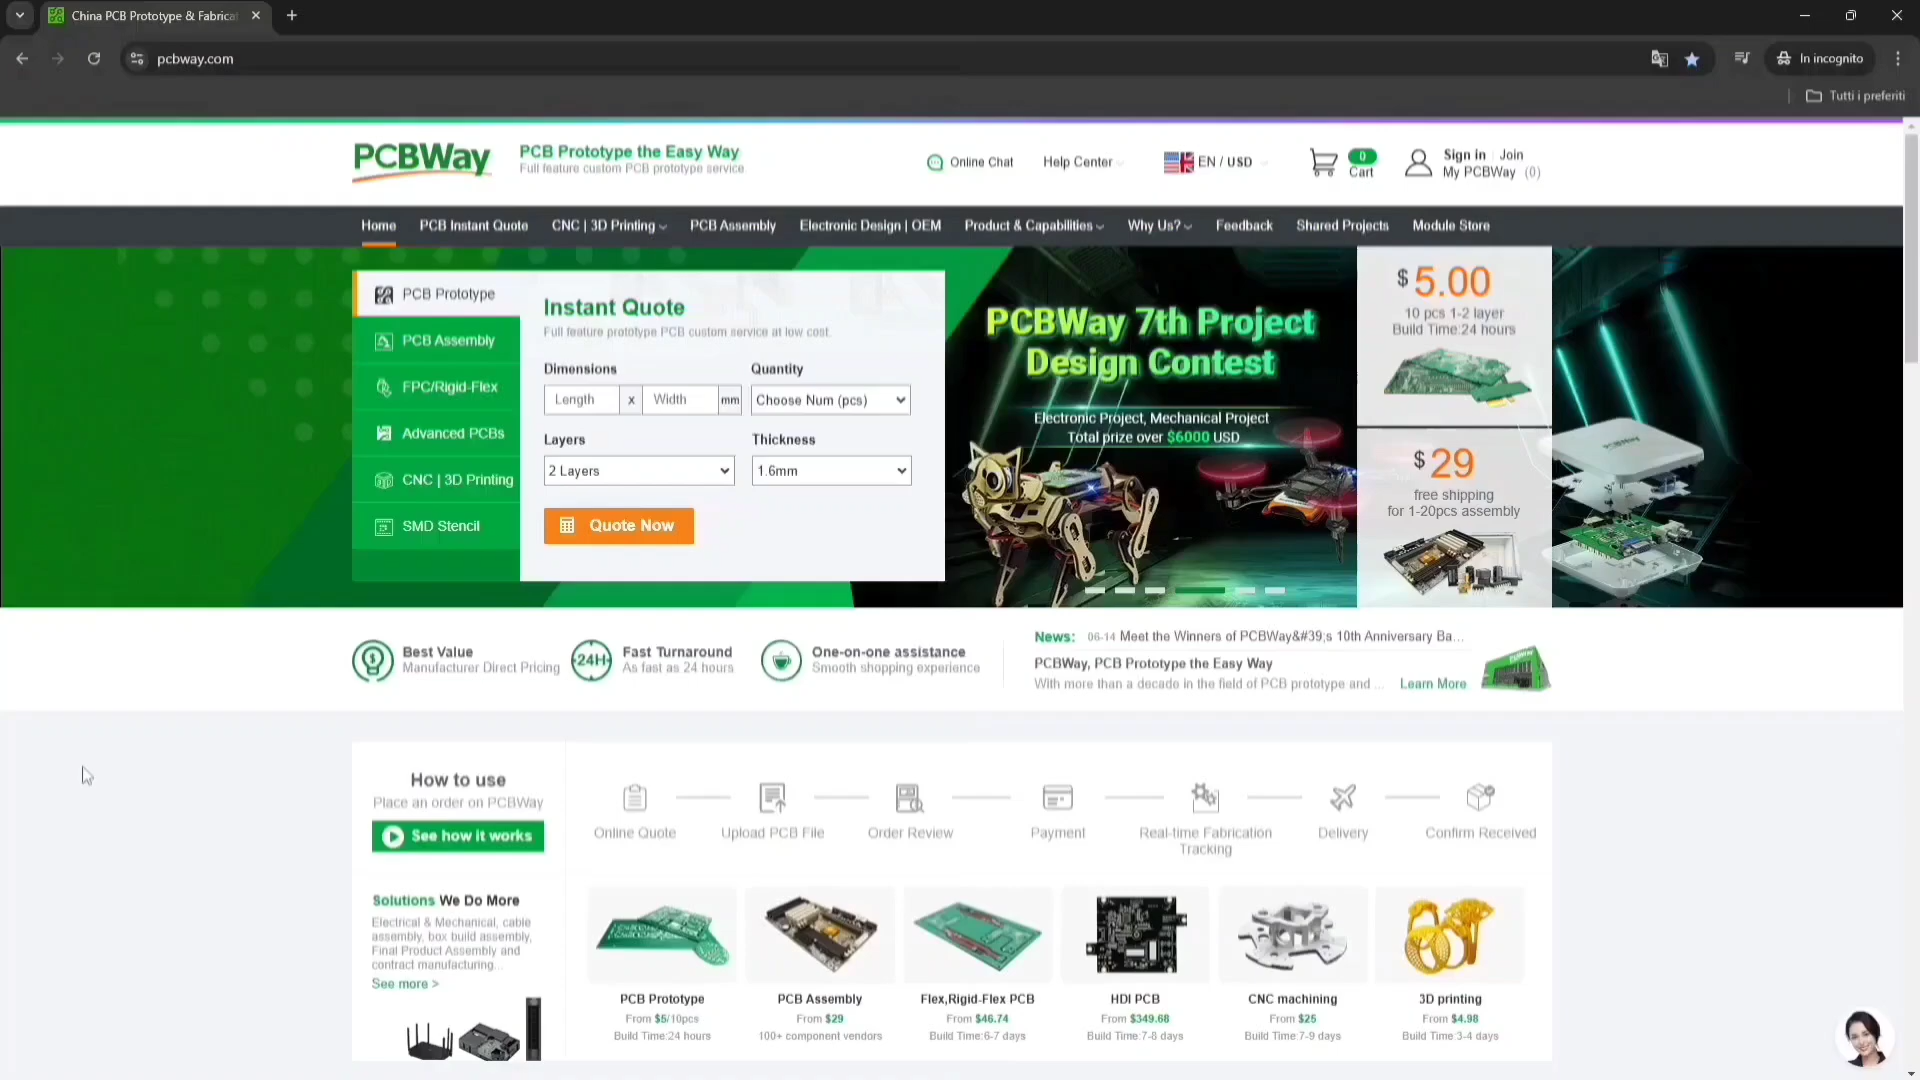 China PCB Prototype & Fabrica
pcbway.com
In incognito
Tutti i preferiti
PCBWay
PCB Prototype the Easy Way
Full feature custom PCB prototype service
Online Chat
Help Center
EN / USD
0
Cart
Sign in Join
My PCBWay (0)
Home
PCB Instant Quote
CNC | 3D Printing
PCB Assembly
Electronic Design | OEM
Product & Capabilities
Why Us?
Feedback
Shared Projects
Module Store
PCB Prototype
PCB Assembly
FPC/Rigid-Flex
Advanced PCBs
CNC | 3D Printing
SMD Stencil
Instant Quote
Full feature prototype PCB custom service at low cost.
Dimensions
Quantity
Length x Width mm
Choose Num (pcs)
Layers
Thickness
2 Layers
1.6mm
Quote Now
PCBWay 7th Project
Design Contest
Electronic Project, Mechanical Project
Total prize over $6000 USD
$5.00
10 pcs 1-2 layer
Build Time:24 hours
$29
free shipping
for 1-20pcs assembly
PCBWay
Best Value
Manufacturer Direct Pricing
24H
Fast Turnaround
As fast as 24 hours
One-on-one assistance
Smooth shopping experience
News: 06-14 Meet the Winners of PCBWay&#39;s 10th Anniversary Ba...
PCBWay, PCB Prototype the Easy Way
With more than a decade in the field of PCB prototype and ... Learn More
How to use
Place an order on PCBWay
See how it works
Online Quote
Upload PCB File
Order Review
Payment
Real-time Fabrication
Tracking
Delivery
Confirm Received
Solutions We Do More
Electrical & Mechanical, cable
assembly, box build assembly,
Final Product Assembly and
contract manufacturing...
See more >
PCB Prototype
From $5/10pcs
Build Time:24 hours
PCB Assembly
From $29
100+ component vendors
Flex,Rigid-Flex PCB
From $46.74
Build Time:6-7 days
HDI PCB
From $349.68
Build Time:7-8 days
CNC machining
From $25
Build Time:7-9 days
3D printing
From $4.98
Build Time:3-4 days